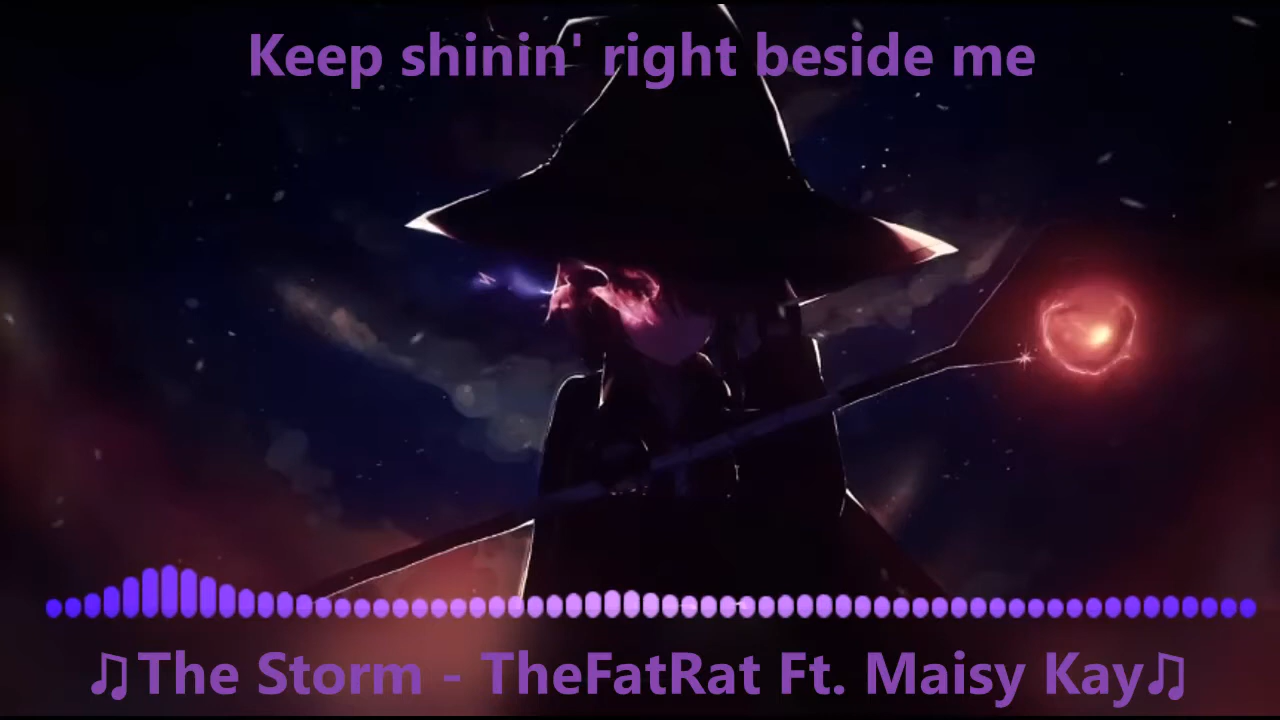 Keep shinin' right beside me
♫The Storm - TheFatRat Ft. Maisy Kay♫